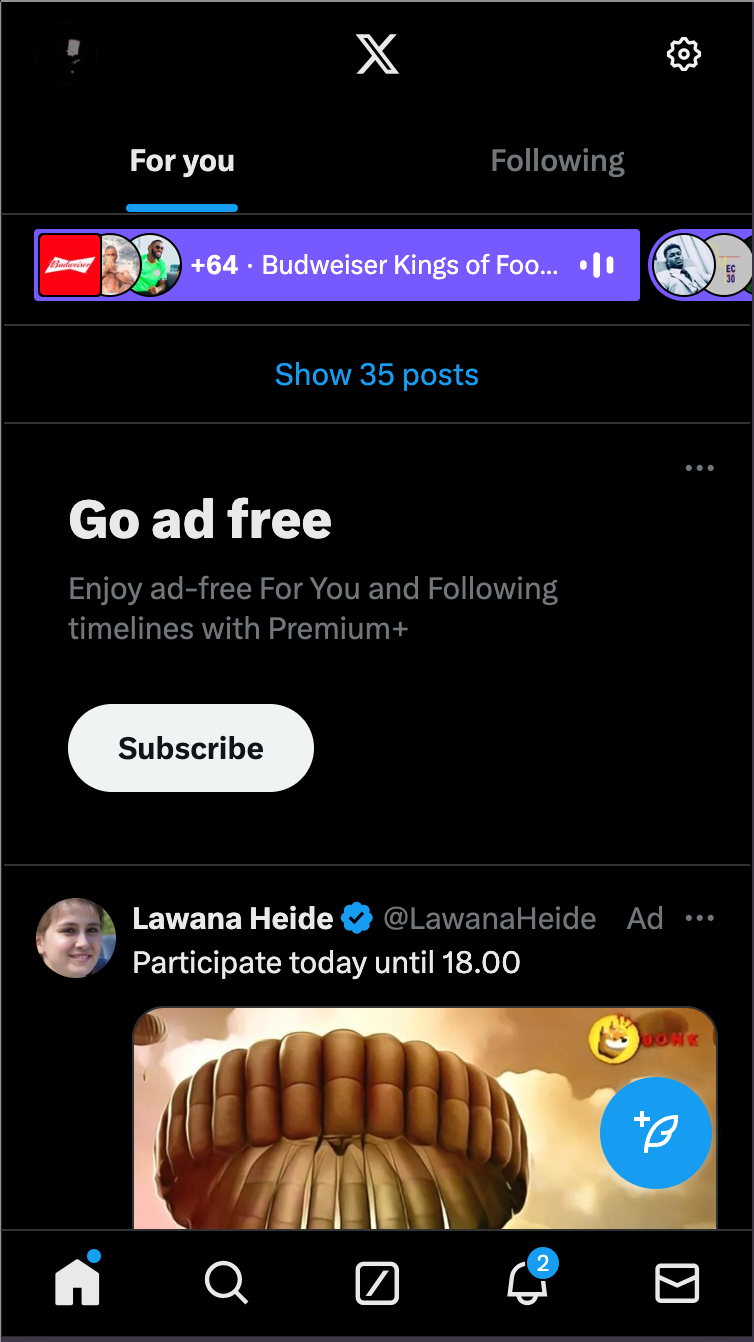 For you
Following
Budweiser
+64 · Budweiser Kings of Foo...
EC
30
Show 35 posts
Go ad free
Enjoy ad-free For You and Following
timelines with Premium+
Subscribe
Lawana Heide @LawanaHeide Ad
Participate today until 18.00
BONK
2